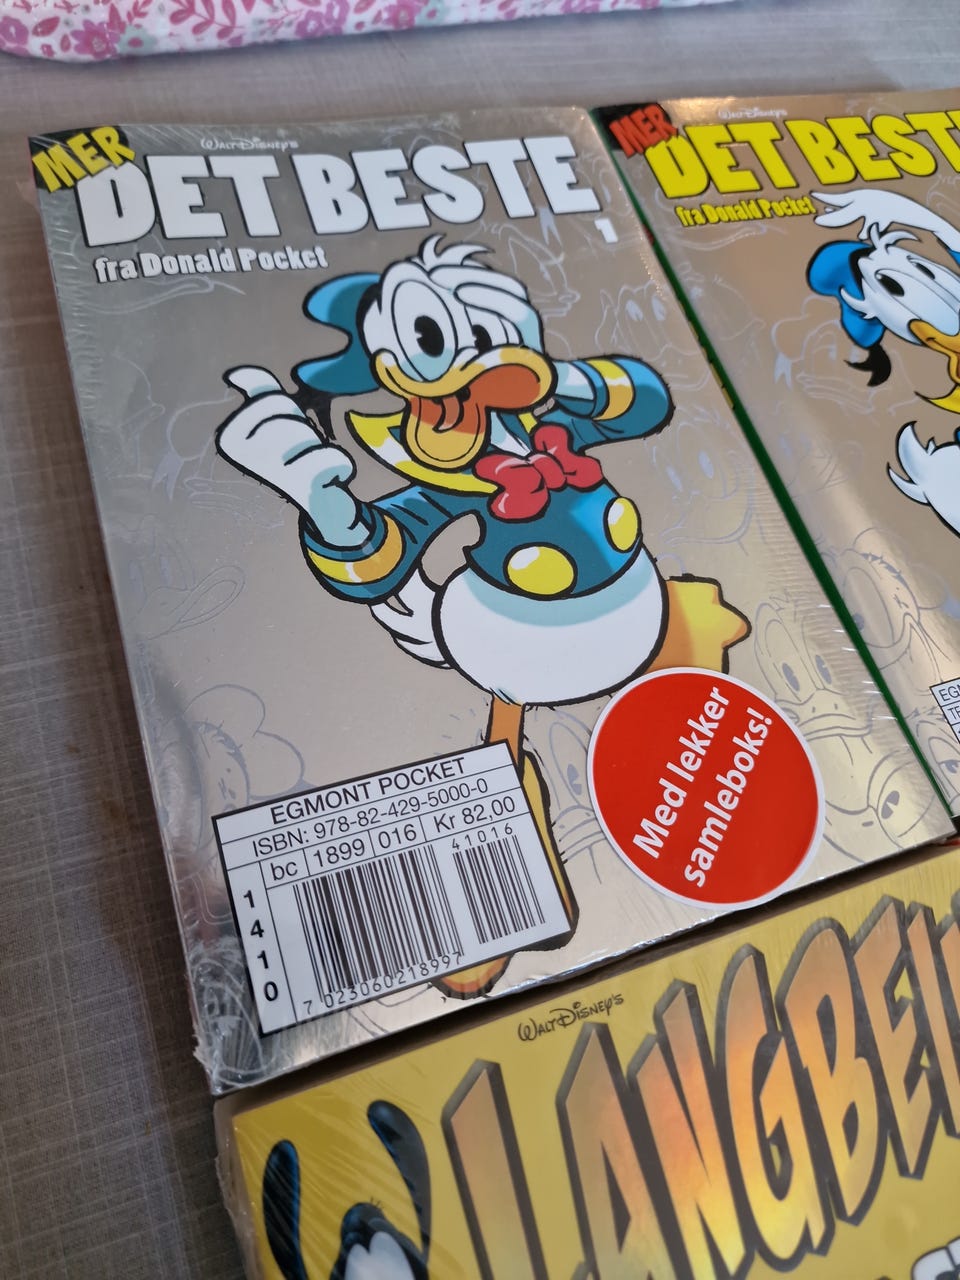 MER
WALT DISNEY'S
DET BESTE
1
fra Donald Pocket
EGMONT POCKET
ISBN: 978-82-429-5000-0
bc 1899 016 Kr 82,00
41016
1410
7 023060218997
Med lekker
samleboks!
MER
WALT DISNEY'S
DET BESTE
fra Donald Pocket
WALT DISNEY'S